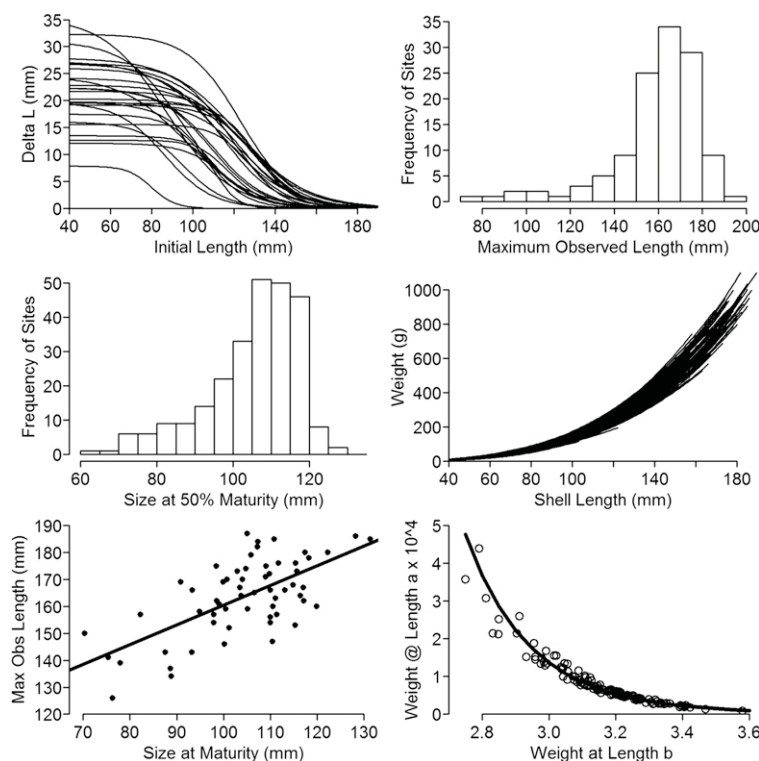 35
30
25
20
15
10
5
0
Delta L (mm)
40 60 80 100 120 140 160 180
Initial Length (mm)
35
30
25
20
15
10
5
0
Frequency of Sites
80 100 120 140 160 180 200
Maximum Observed Length (mm)
50
40
30
20
10
0
Frequency of Sites
60 80 100 120
Size at 50% Maturity (mm)
1000
800
600
400
200
0
Weight (g)
40 60 80 100 120 140 160 180
Shell Length (mm)
190
180
170
160
150
140
130
120
Max Obs Length (mm)
70 80 90 100 110 120 130
Size at Maturity (mm)
5
4
3
2
1
0
Weight @ Length a x 10^4
2.8 3.0 3.2 3.4 3.6
Weight at Length b